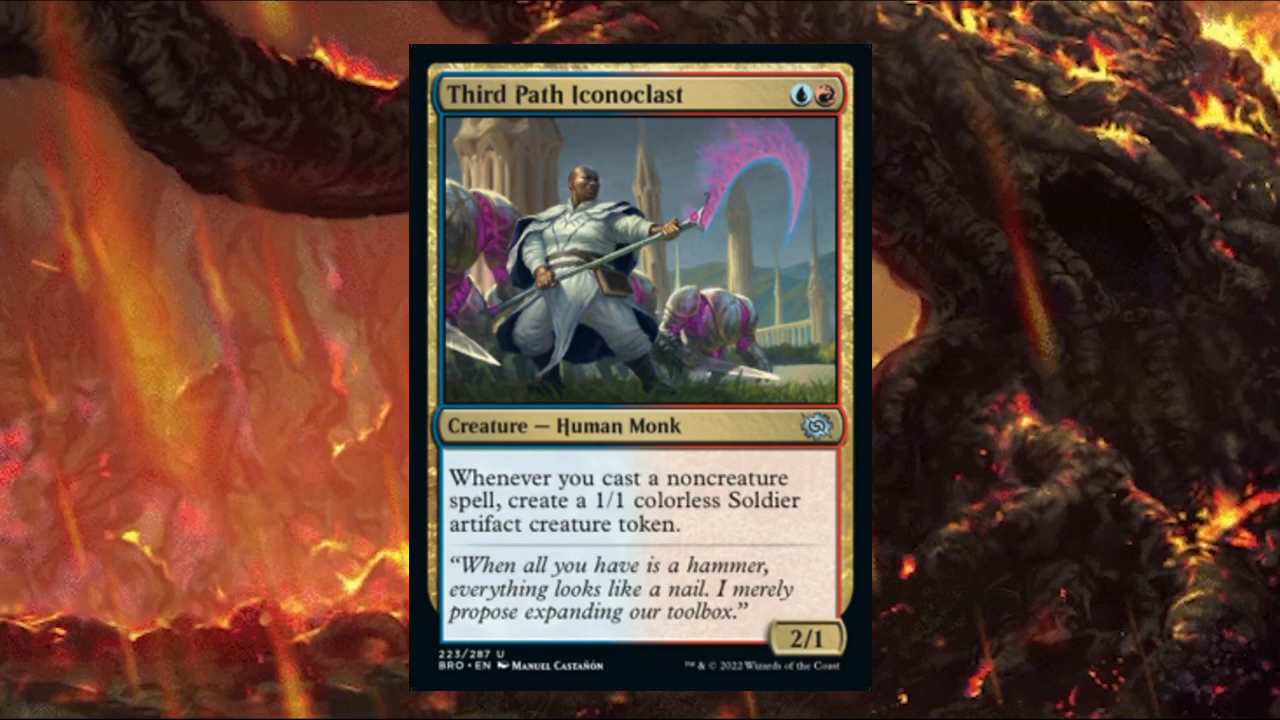 Third Path Iconoclast
Creature — Human Monk
Whenever you cast a noncreature
spell, create a 1/1 colorless Soldier
artifact creature token.
“When all you have is a hammer,
everything looks like a nail. I merely
propose expanding our toolbox.”
2/1
223/287 U
BRO • EN MANUEL CASTAÑÓN
™ & © 2022 Wizards of the Coast